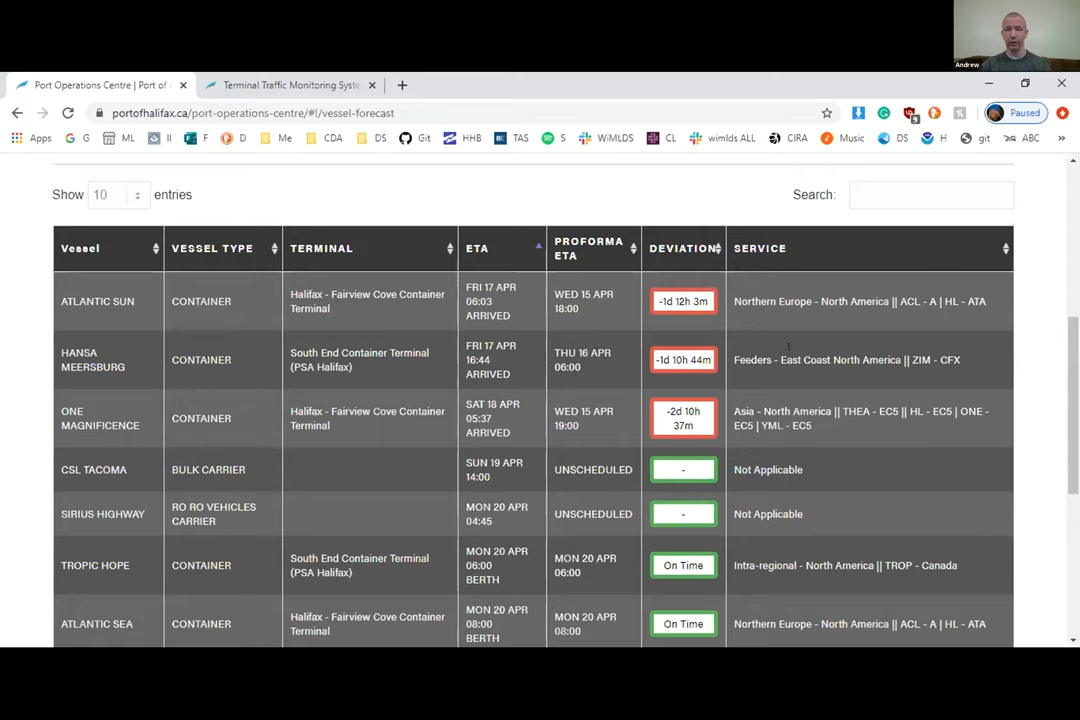 Andrew
Port Operations Centre | Port of
Terminal Traffic Monitoring Syste
portofhalifax.ca/port-operations-centre/#!/vessel-forecast
9
Paused
Apps G G ML II F D Me CDA DS Git HHB TAS S WiMLDS CL wimlds ALL CIRA Music DS H git ABC
Show 10 entries
Search:
Vessel VESSEL TYPE TERMINAL ETA PROFORMA ETA DEVIATION SERVICE
ATLANTIC SUN CONTAINER Halifax - Fairview Cove Container Terminal FRI 17 APR 06:03 ARRIVED WED 15 APR 18:00 -1d 12h 3m Northern Europe - North America || ACL - A | HL - ATA
HANSA MEERSBURG CONTAINER South End Container Terminal (PSA Halifax) FRI 17 APR 16:44 ARRIVED THU 16 APR 06:00 -1d 10h 44m Feeders - East Coast North America || ZIM - CFX
ONE MAGNIFICENCE CONTAINER Halifax - Fairview Cove Container Terminal SAT 18 APR 05:37 ARRIVED WED 15 APR 19:00 -2d 10h 37m Asia - North America || THEA - EC5 || HL - EC5 | ONE - EC5 | YML - EC5
CSL TACOMA BULK CARRIER SUN 19 APR 14:00 UNSCHEDULED - Not Applicable
SIRIUS HIGHWAY RO RO VEHICLES CARRIER MON 20 APR 04:45 UNSCHEDULED - Not Applicable
TROPIC HOPE CONTAINER South End Container Terminal (PSA Halifax) MON 20 APR 06:00 BERTH MON 20 APR 06:00 On Time Intra-regional - North America || TROP - Canada
ATLANTIC SEA CONTAINER Halifax - Fairview Cove Container Terminal MON 20 APR 08:00 BERTH MON 20 APR 08:00 On Time Northern Europe - North America || ACL - A | HL - ATA